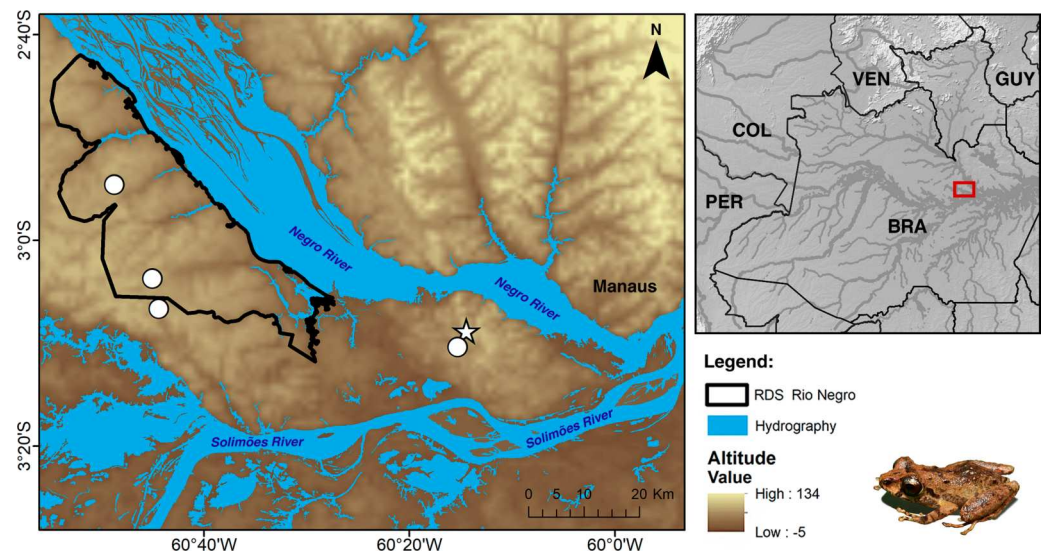 2°40'S
3°0'S
3°20'S
60°40'W
60°20'W
60°0'W
N
Negro River
Negro River
Manaus
Solimões River
Solimões River
0 5 10 20 Km
VEN
GUY
COL
PER
BRA
Legend:
RDS Rio Negro
Hydrography
Altitude
Value
High : 134
Low : -5